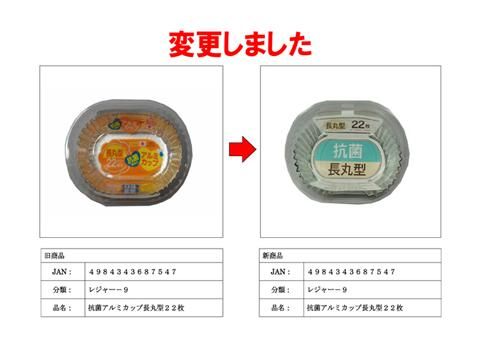 変更しました
長丸型
22枚
アルミ
カップ
長丸型 22枚
抗菌
長丸型
旧商品
JAN： ４９８４３４３６８７５４７
分類： レジャー－９
品名： 抗菌アルミカップ長丸型２２枚
新商品
JAN： ４９８４３４３６８７５４７
分類： レジャー－９
品名： 抗菌アルミカップ長丸型２２枚